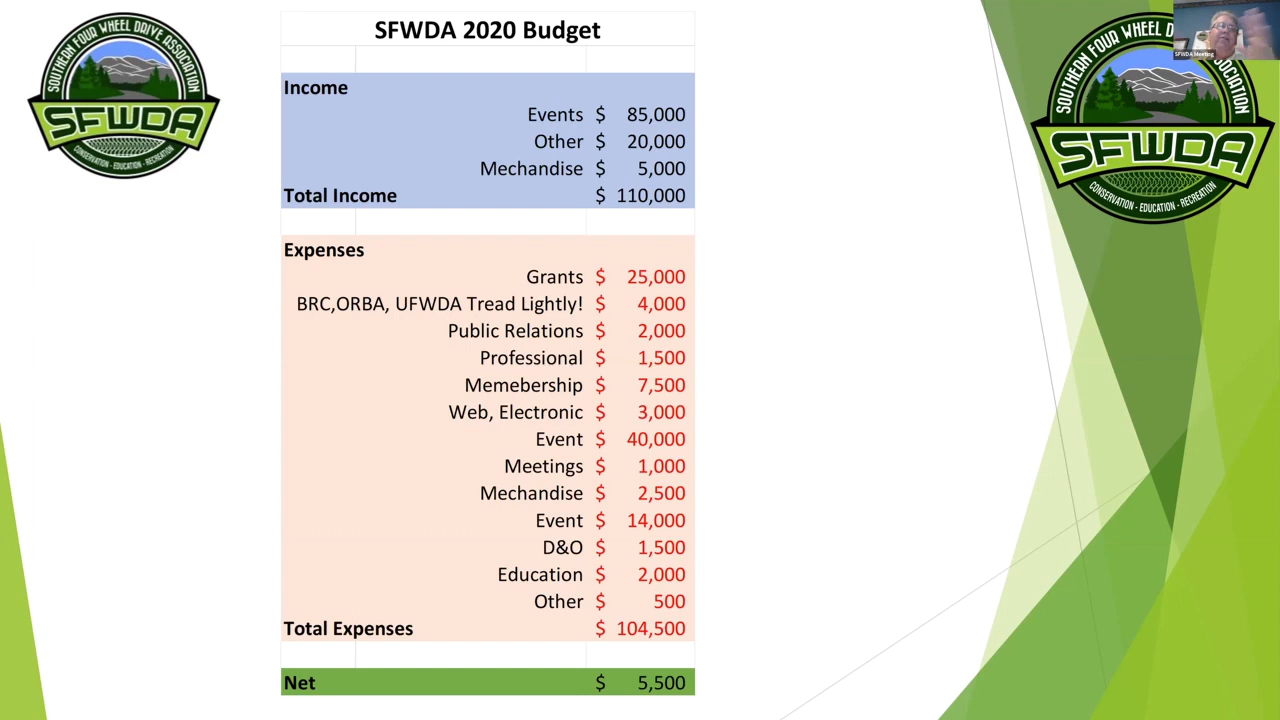 SFWDA 2020 Budget
SOUTHERN FOUR WHEEL DRIVE ASSOCIATION
SFWDA
CONSERVATION - EDUCATION - RECREATION
SOUTHERN FOUR WHEEL D
SSOCIATION
SFWDA
CONSERVATION - EDUCATION - RECREATION
SFWDA Meeting
Income
Events $ 85,000
Other $ 20,000
Mechandise $ 5,000
Total Income $ 110,000
Expenses
Grants $ 25,000
BRC,ORBA, UFWDA Tread Lightly! $ 4,000
Public Relations $ 2,000
Professional $ 1,500
Memebership $ 7,500
Web, Electronic $ 3,000
Event $ 40,000
Meetings $ 1,000
Mechandise $ 2,500
Event $ 14,000
D&O $ 1,500
Education $ 2,000
Other $ 500
Total Expenses $ 104,500
Net $ 5,500